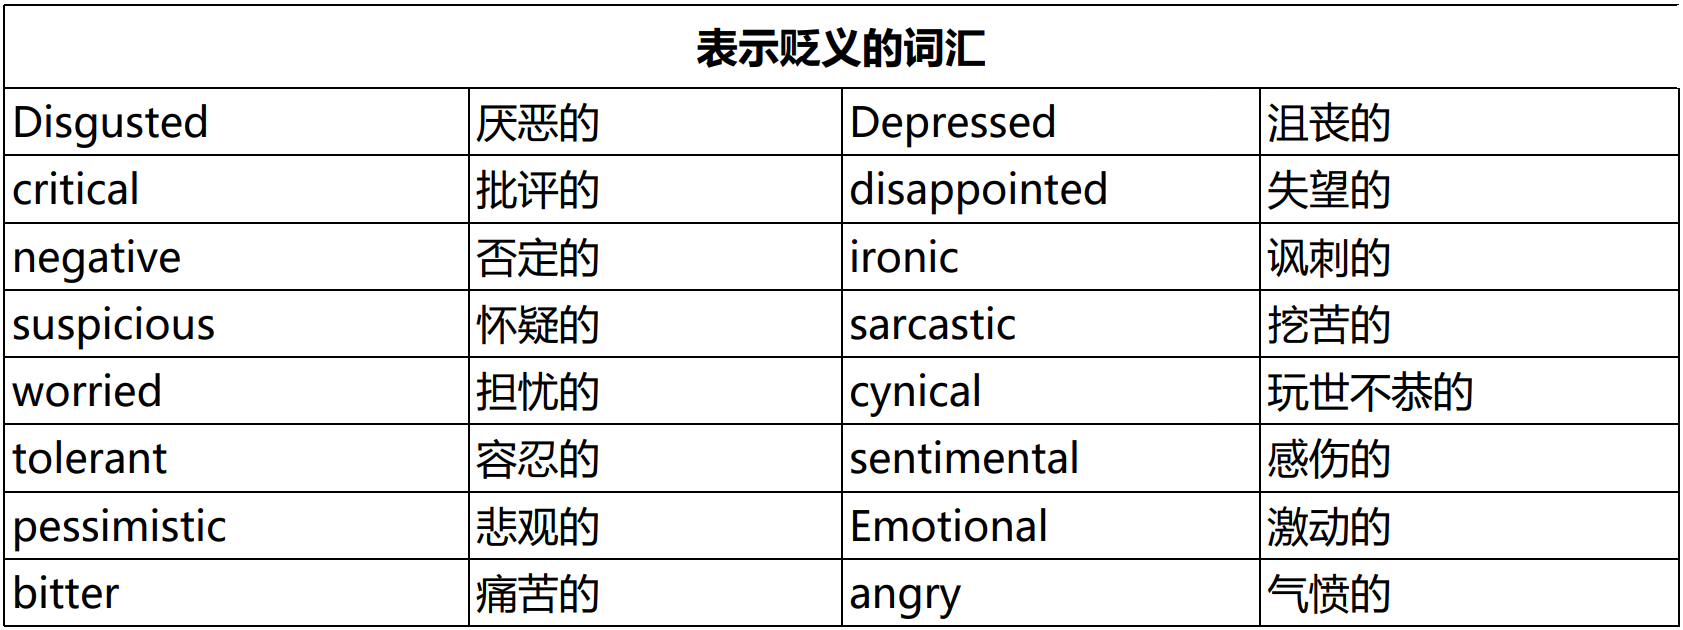 表示贬义的词汇
Disgusted 厌恶的 Depressed 沮丧的
critical 批评的 disappointed 失望的
negative 否定的 ironic 讽刺的
suspicious 怀疑的 sarcastic 挖苦的
worried 担忧的 cynical 玩世不恭的
tolerant 容忍的 sentimental 感伤的
pessimistic 悲观的 Emotional 激动的
bitter 痛苦的 angry 气愤的